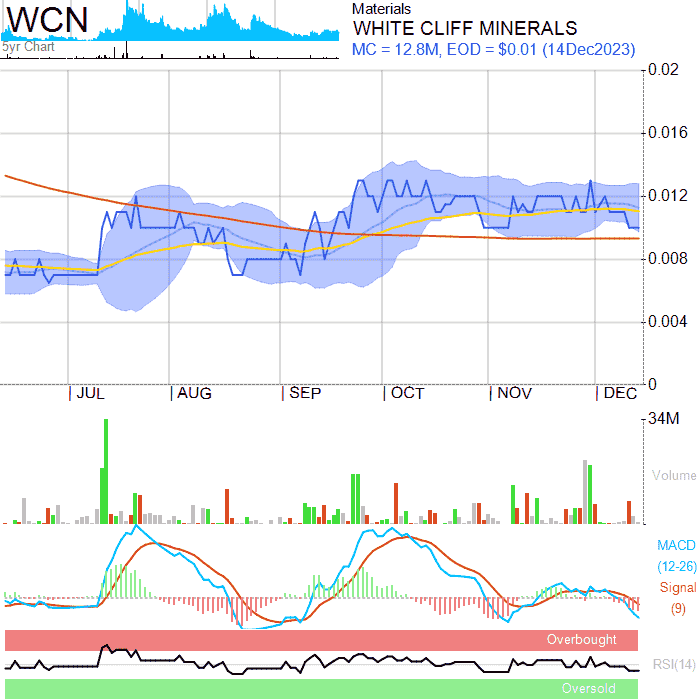 WCN
5yr Chart
Materials
WHITE CLIFF MINERALS
MC = 12.8M, EOD = $0.01 (14Dec2023)
0.02
0.016
0.012
0.008
0.004
0
JUL AUG SEP OCT NOV DEC
34M
Volume
MACD
(12-26)
Signal
(9)
Overbought
RSI(14)
Oversold